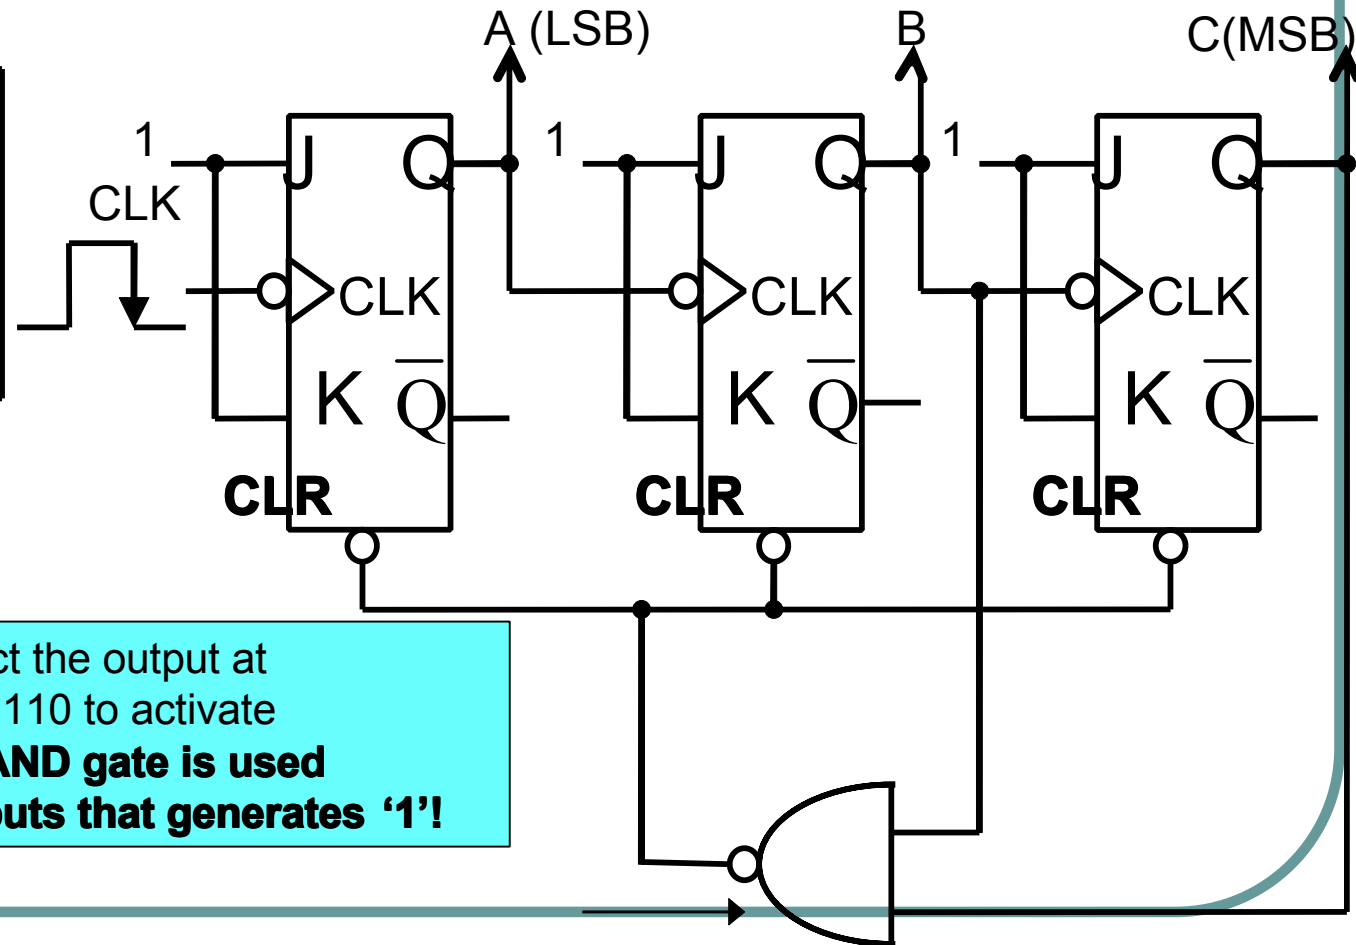 A (LSB)
B
C(MSB)
1
J
Q
1
J
Q
1
J
Q
CLK
CLK
CLK
CLK
K
Q
K
Q
K
Q
CLR
CLR
CLR
ct the output at
110 to activate
AND gate is used
outs that generates ‘1’!